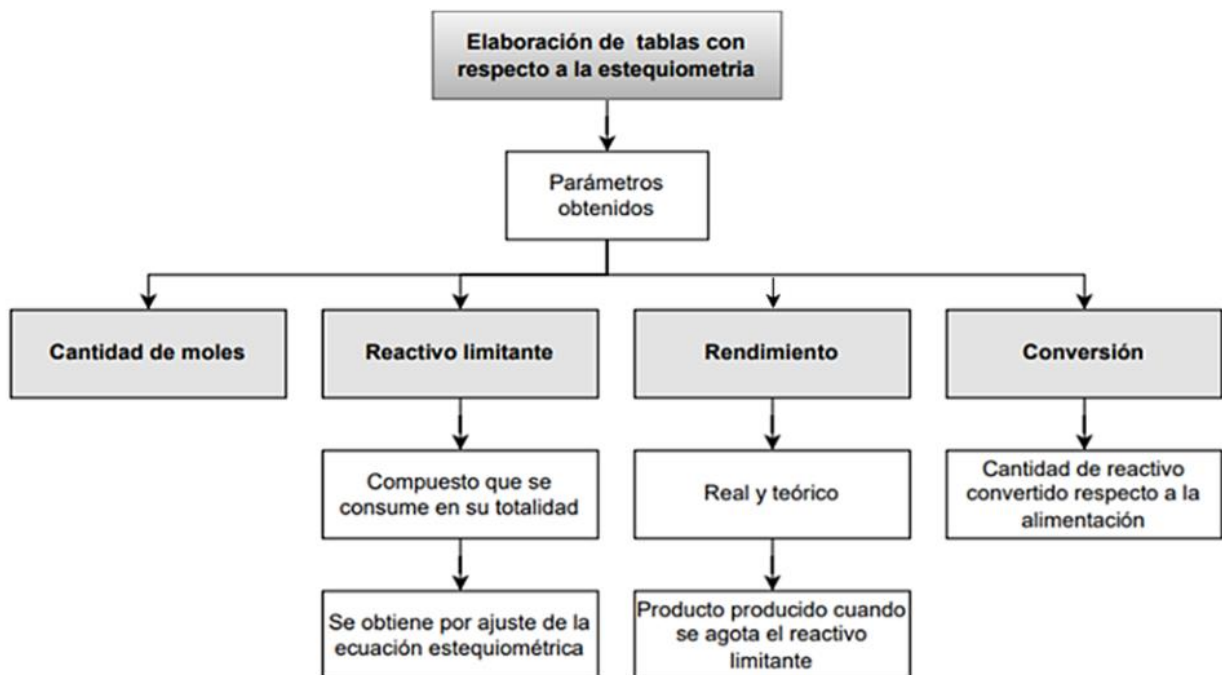 Elaboración de tablas con
respecto a la estequiometria
Parámetros
obtenidos
Cantidad de moles
Reactivo limitante
Rendimiento
Conversión
Compuesto que se
consume en su totalidad
Real y teórico
Cantidad de reactivo
convertido respecto a la
alimentación
Se obtiene por ajuste de la
ecuación estequiométrica
Producto producido cuando
se agota el reactivo
limitante